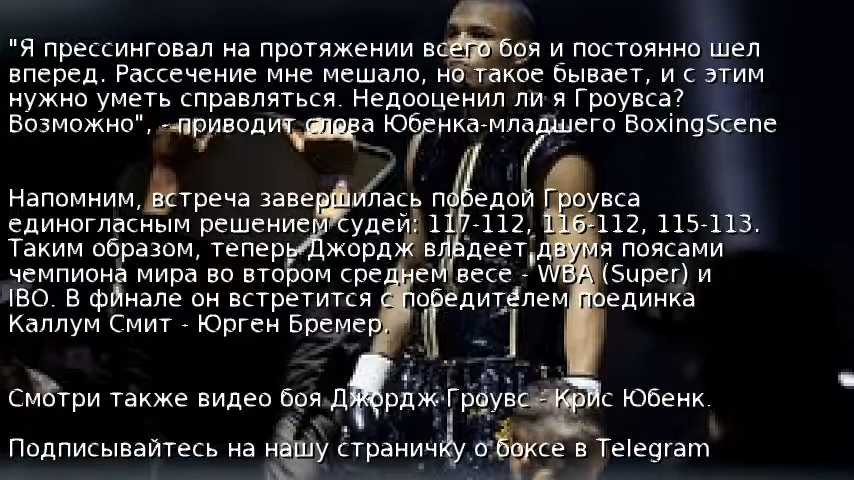 "Я прессинговал на протяжении всего боя и постоянно шел
вперед. Рассечение мне мешало, но такое бывает, и с этим
нужно уметь справляться. Недооценил ли я Гроувса?
Возможно", - приводит слова Юбенка-младшего BoxingScene
Напомним, встреча завершилась победой Гроувса
единогласным решением судей: 117-112, 116-112, 115-113.
Таким образом, теперь Джордж владеет двумя поясами
чемпиона мира во втором среднем весе - WBA (Super) и
IBO. В финале он встретится с победителем поединка
Каллум Смит - Юрген Бремер.
Смотри также видео боя Джордж Гроувс - Крис Юбенк.
Подписывайтесь на нашу страничку о боксе в Telegram